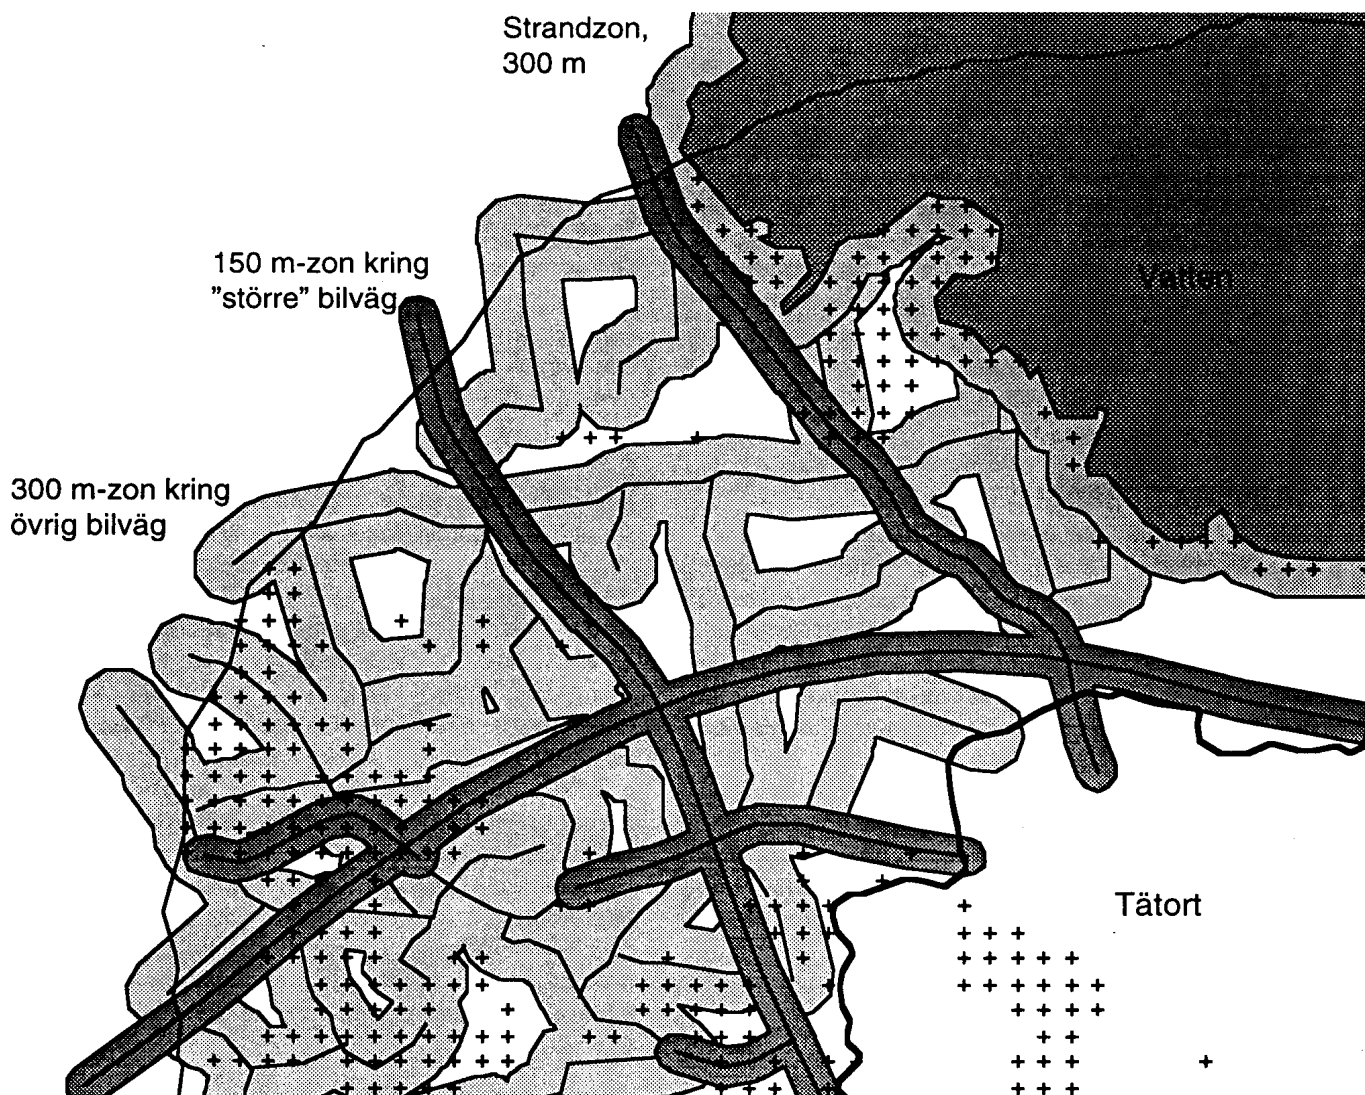 Strandzon,
300 m
150 m-zon kring
”större” bilväg
Vatten
300 m-zon kring
övrig bilväg
Tätort